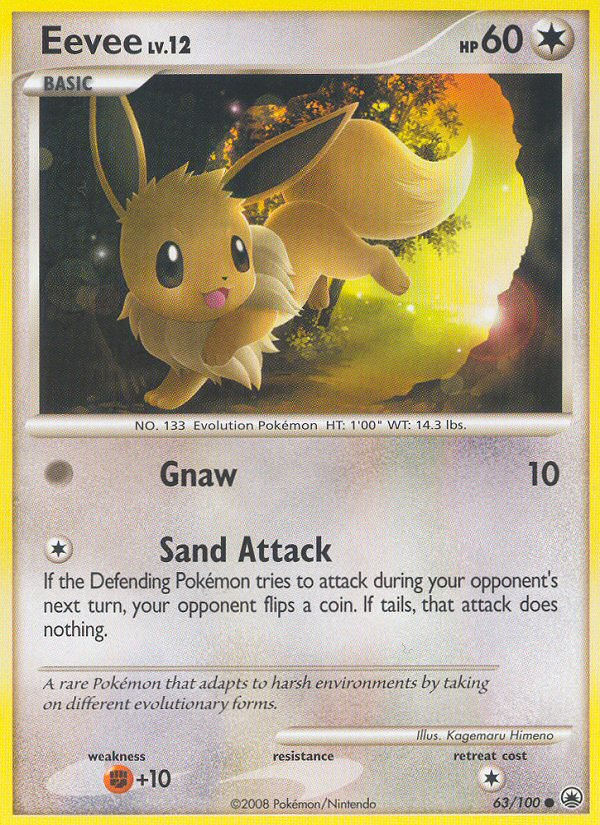 Eevee LV.12
HP 60
BASIC
NO. 133 Evolution Pokémon HT: 1'00" WT: 14.3 lbs.
Gnaw 10
Sand Attack
If the Defending Pokémon tries to attack during your opponent's
next turn, your opponent flips a coin. If tails, that attack does
nothing.
A rare Pokémon that adapts to harsh environments by taking
on different evolutionary forms.
Illus. Kagemaru Himeno
weakness resistance retreat cost
+10
©2008 Pokémon/Nintendo
63/100